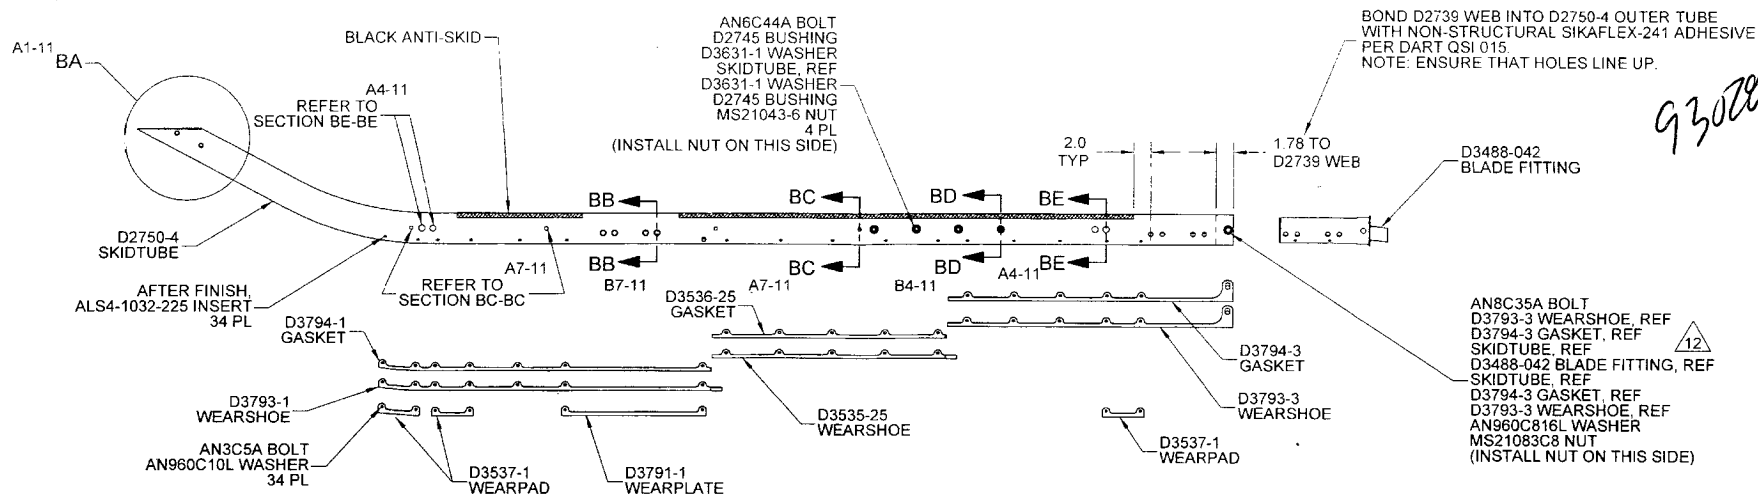 A1-11
BA
BLACK ANTI-SKID
A4-11
REFER TO
SECTION BE-BE
AN6C44A BOLT
D2745 BUSHING
D3631-1 WASHER
SKIDTUBE, REF
D3631-1 WASHER
D2745 BUSHING
MS21043-6 NUT
4 PL
(INSTALL NUT ON THIS SIDE)
BOND D2739 WEB INTO D2750-4 OUTER TUBE
WITH NON-STRUCTURAL SIKAFLEX-241 ADHESIVE
PER DART QSI 015.
NOTE: ENSURE THAT HOLES LINE UP.
2.0
TYP
1.78 TO
D2739 WEB
D3488-042
BLADE FITTING
BB
BC
BD
BE
D2750-4
SKIDTUBE
BB
BC
BD
BE
A7-11
REFER TO
SECTION BC-BC
B7-11
A7-11
B4-11
A4-11
AFTER FINISH,
ALS4-1032-225 INSERT
34 PL
D3794-1
GASKET
D3536-25
GASKET
D3794-3
GASKET
D3793-1
WEARSHOE
D3535-25
WEARSHOE
D3793-3
WEARSHOE
AN3C5A BOLT
AN960C10L WASHER
34 PL
D3537-1
WEARPAD
D3791-1
WEARPLATE
D3537-1
WEARPAD
AN8C35A BOLT
D3793-3 WEARSHOE, REF
D3794-3 GASKET, REF
SKIDTUBE, REF
12
D3488-042 BLADE FITTING, REF
SKIDTUBE, REF
D3794-3 GASKET, REF
D3793-3 WEARSHOE, REF
AN960C816L WASHER
MS21083C8 NUT
(INSTALL NUT ON THIS SIDE)